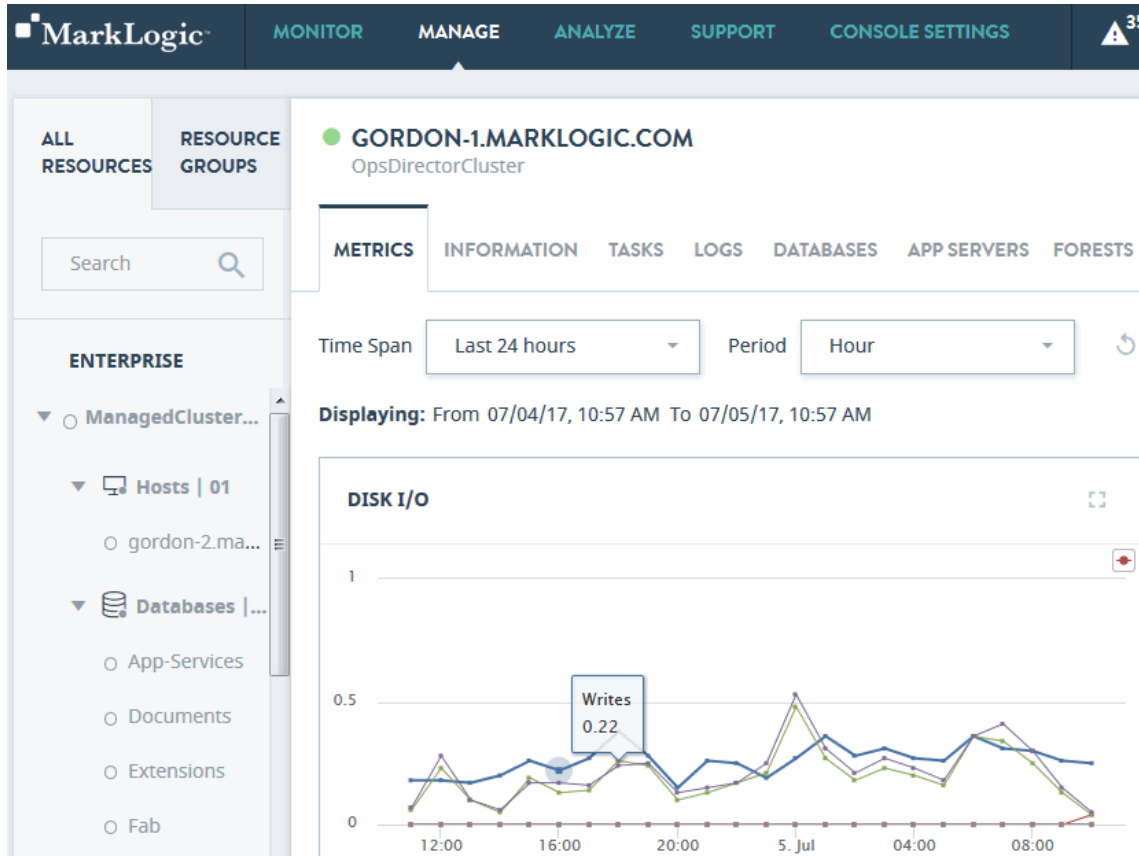 MarkLogic™ MONITOR MANAGE ANALYZE SUPPORT CONSOLE SETTINGS
ALL RESOURCES
RESOURCE GROUPS
Search
ENTERPRISE
ManagedCluster...
Hosts | 01
gordon-2.ma...
Databases |...
App-Services
Documents
Extensions
Fab
GORDON-1.MARKLOGIC.COM
OpsDirectorCluster
METRICS INFORMATION TASKS LOGS DATABASES APP SERVERS FORESTS
Time Span Last 24 hours Period Hour
Displaying: From 07/04/17, 10:57 AM To 07/05/17, 10:57 AM
DISK I/O
1
0.5
0
Writes
0.22
12:00 16:00 20:00 5. Jul 04:00 08:00